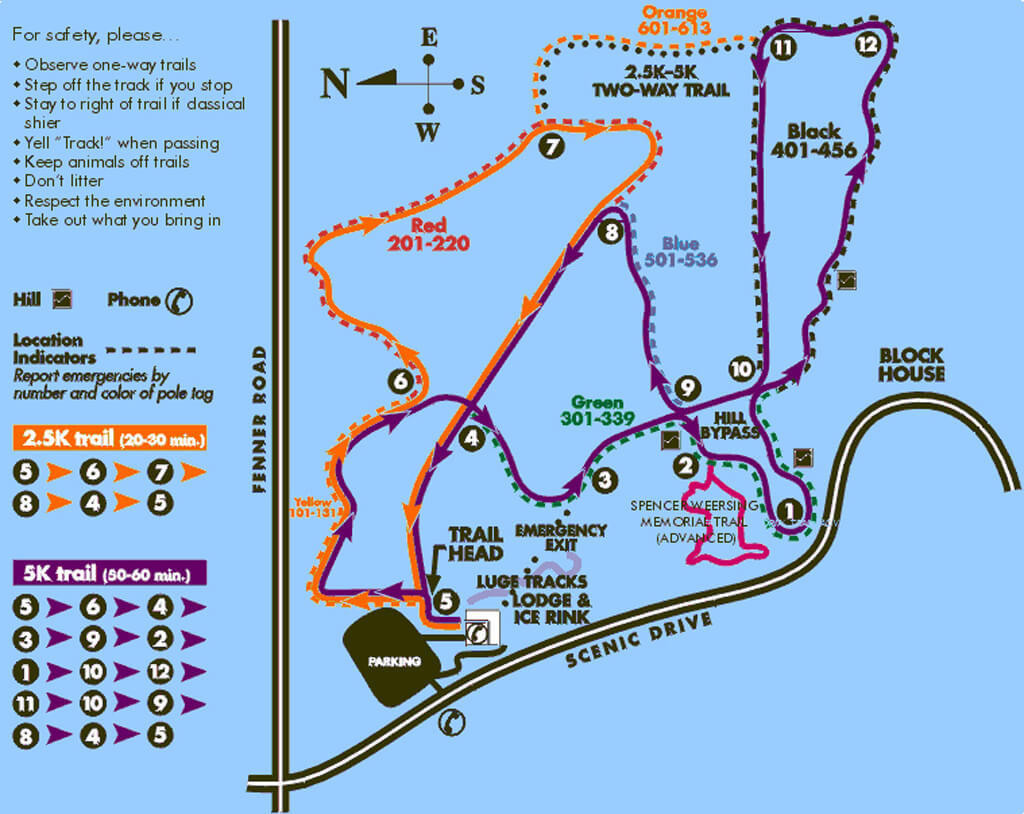 For safety, please...
◆ Observe one-way trails
◆ Step off the track if you stop
◆ Stay to right of trail if classical
shier
◆ Yell "Track!" when passing
◆ Keep animals off trails
◆ Don't litter
◆ Respect the environment
◆ Take out what you bring in
Hill
Phone
Location
Indicators
Report emergencies by
number and color of pole tag
2.5K trail (20-30 min.)
5 6 7
8 4 5
5K trail (50-60 min.)
5 6 4
3 9 2
1 10 12
11 10 9
8 4 5
FENNER ROAD
E
N
S
W
Orange
601-613
2.5K-5K
TWO-WAY TRAIL
11
12
Black
401-456
7
Red
201-220
8
Blue
501-536
6
10
9
BLOCK
HOUSE
Green
301-339
HILL
BYPASS
4
3
2
1
Yellow
101-131
SPENCER WEERSING
MEMORIAL TRAIL
(ADVANCED)
EMERGENCY
EXIT
TRAIL
HEAD
LUGE TRACKS
5
LODGE &
ICE RINK
PARKING
SCENIC DRIVE